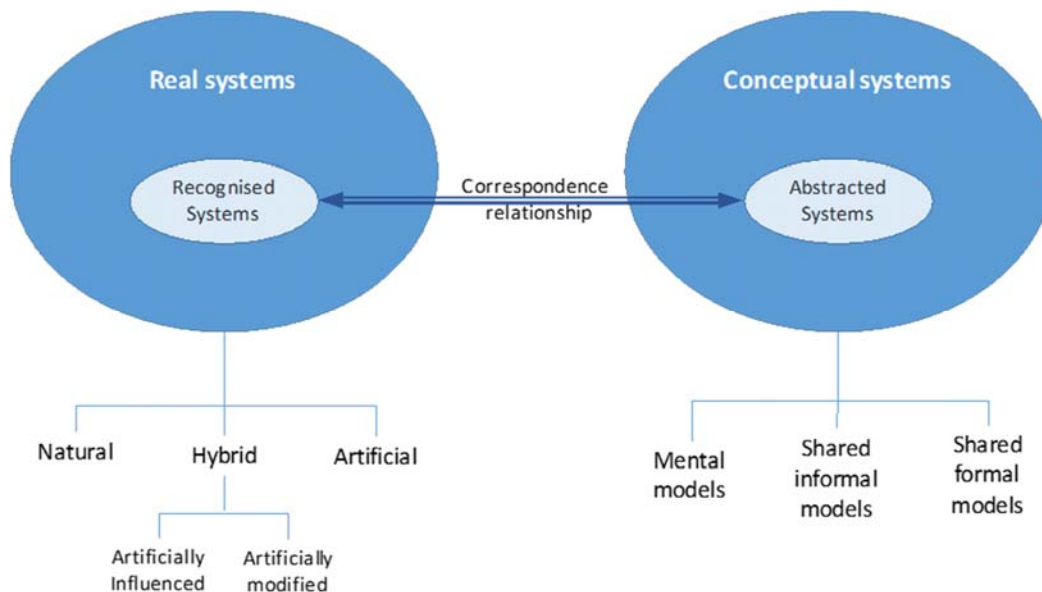 Real systems
Recognised
Systems
Correspondence
relationship
Conceptual systems
Abstracted
Systems
Natural
Hybrid
Artificial
Artificially
Influenced
Artificially
modified
Mental
models
Shared
informal
models
Shared
formal
models